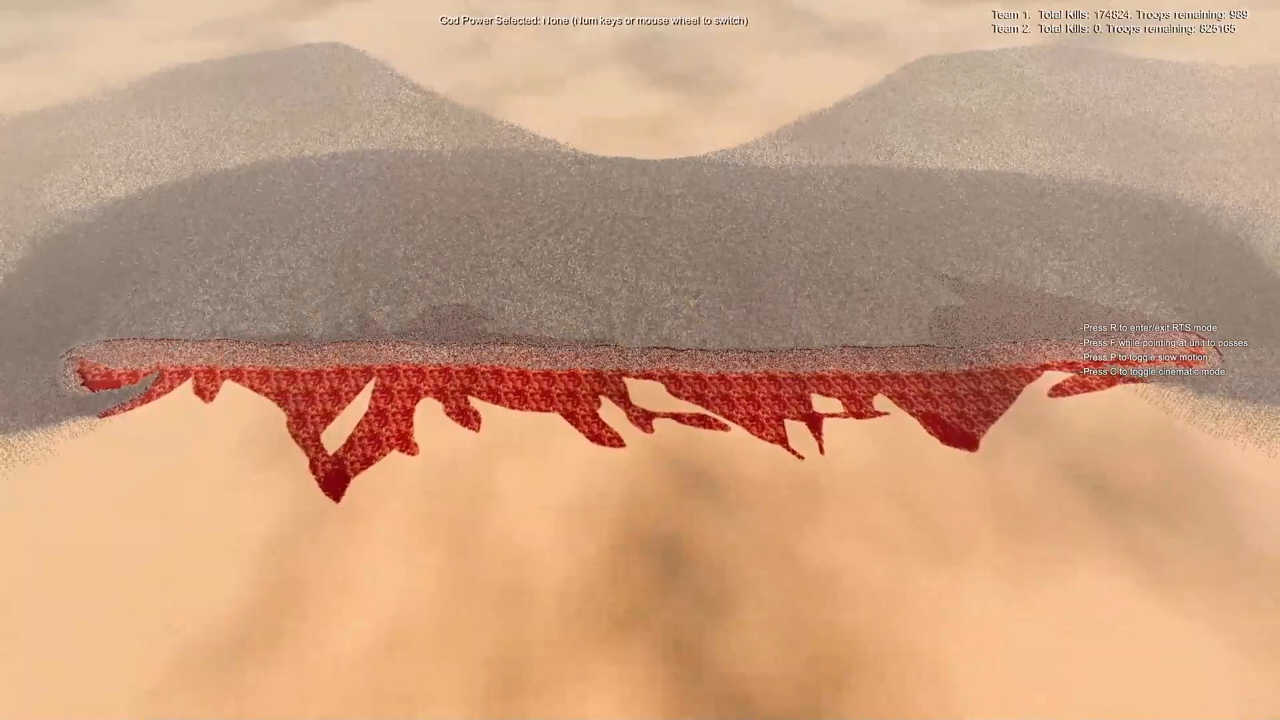 God Power Selected: None (Num keys or mouse wheel to switch)
Team 1.  Total Kills: 174824. Troops remaining: 989
Team 2.  Total Kills: 0. Troops remaining: 825165
-Press R to enter/exit RTS mode
-Press F while pointing at unit to posses.
-Press P to toggle slow motion
-Press C to toggle cinematic mode.